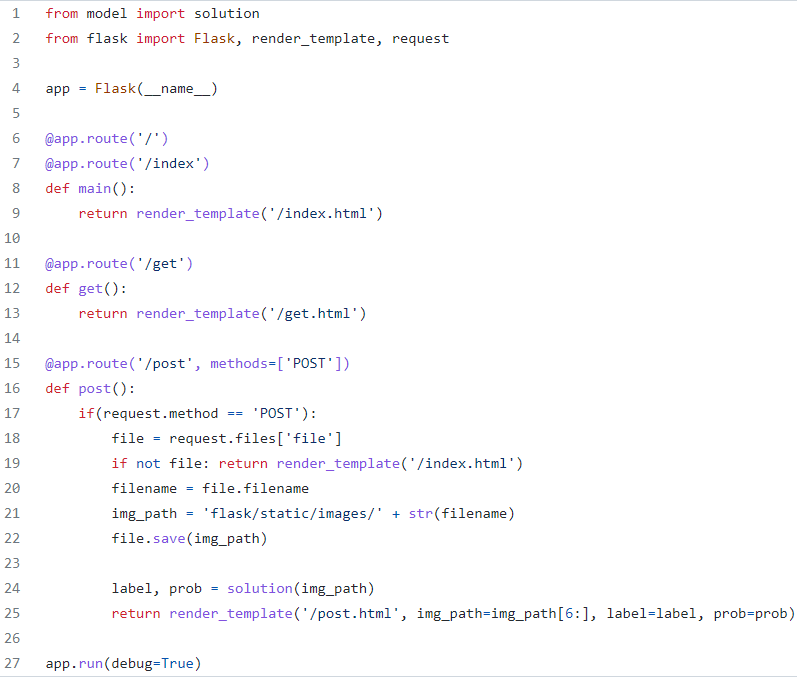 1 from model import solution
2 from flask import Flask, render_template, request
3
4 app = Flask(__name__)
5
6 @app.route('/')
7 @app.route('/index')
8 def main():
9     return render_template('/index.html')
10
11 @app.route('/get')
12 def get():
13     return render_template('/get.html')
14
15 @app.route('/post', methods=['POST'])
16 def post():
17     if(request.method == 'POST'):
18         file = request.files['file']
19         if not file: return render_template('/index.html')
20         filename = file.filename
21         img_path = 'flask/static/images/' + str(filename)
22         file.save(img_path)
23
24         label, prob = solution(img_path)
25         return render_template('/post.html', img_path=img_path[6:], label=label, prob=prob)
26
27 app.run(debug=True)